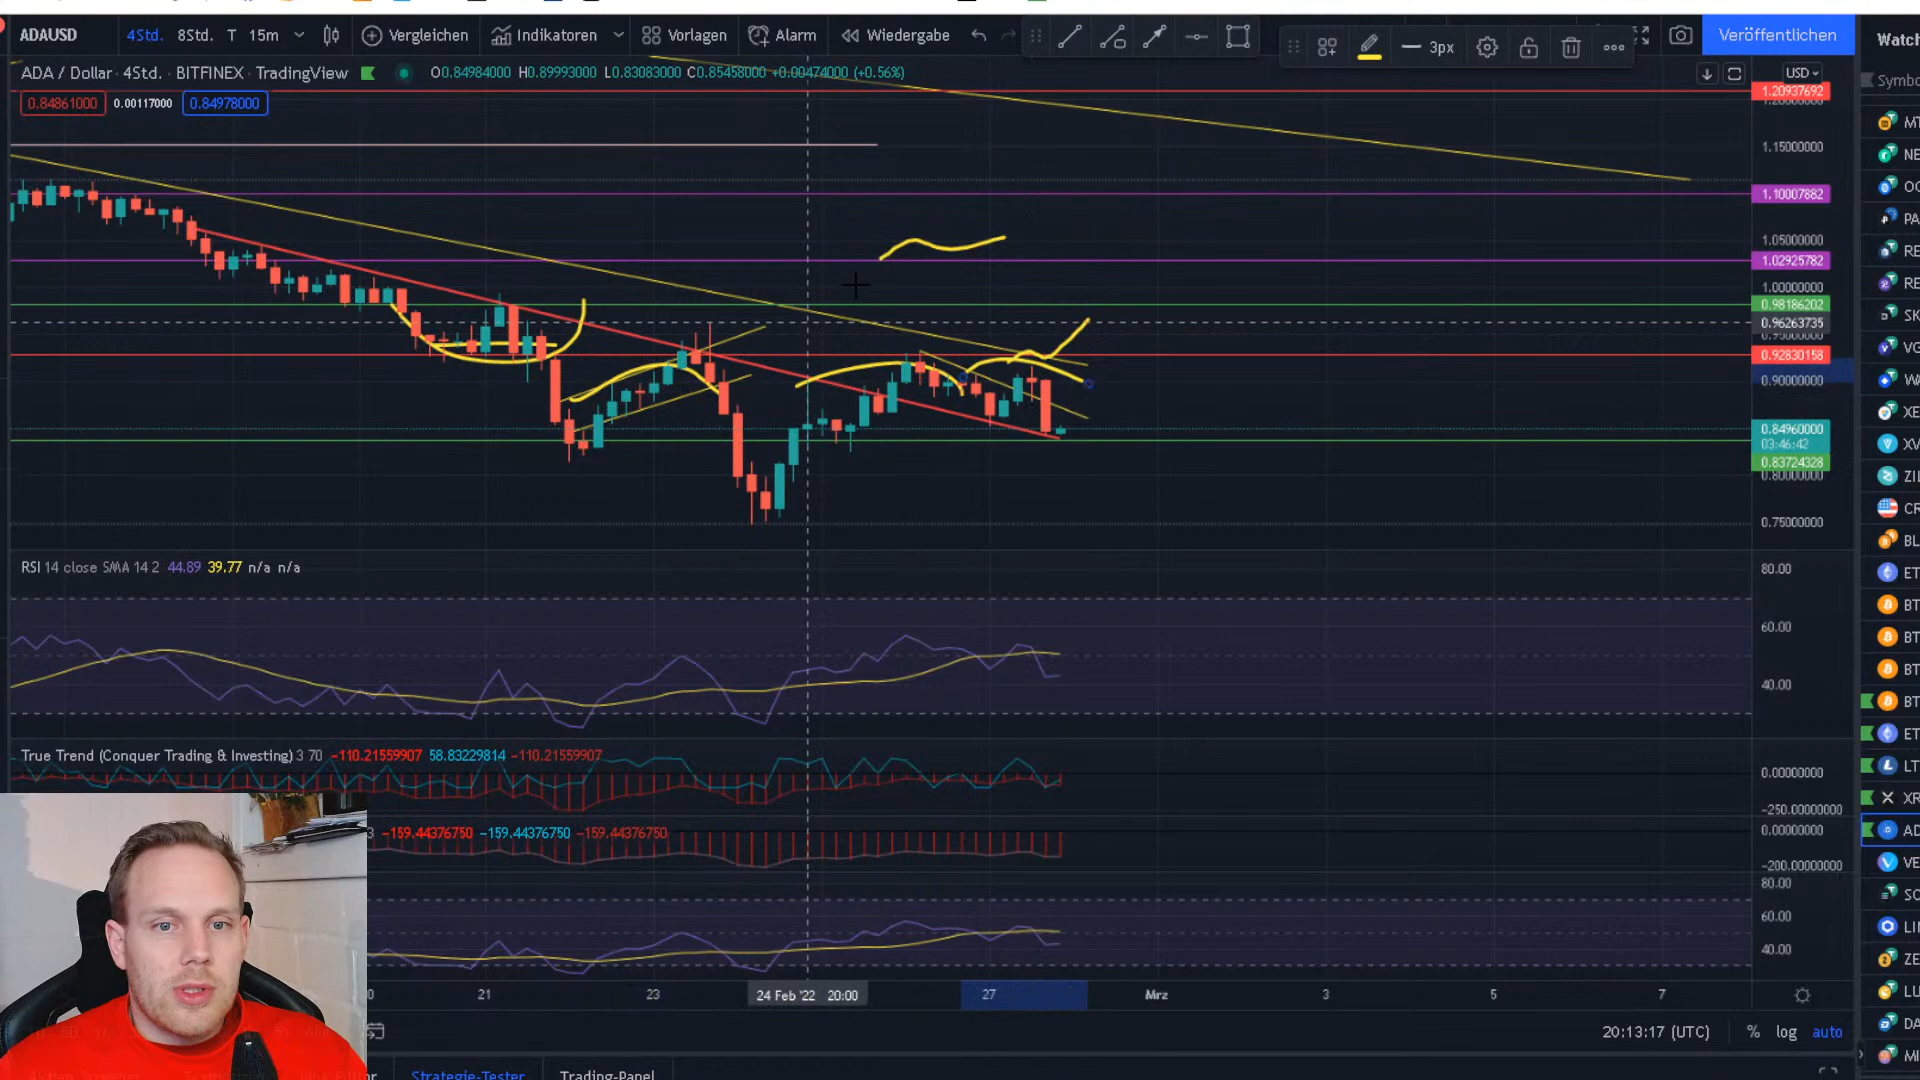 ADAUSD 4Std. 8Std. T 15m Vergleichen Indikatoren Vorlagen Alarm Wiedergabe 3px Veröffentlichen
ADA / Dollar · 4Std. · BITFINEX · TradingView O0.84984000 H0.89993000 L0.83083000 C0.85458000 +0.00474000 (+0.56%) USD
0.84861000 0.00117000 0.84978000
1.20937692
1.15000000
1.10007882
1.05000000
1.02925782
1.00000000
0.98186202
0.96263735
0.92830158
0.90000000
0.84960000
03:46:42
0.83724328
0.80000000
0.75000000
RSI 14 close SMA 14 2 44.89 39.77 n/a n/a
80.00
60.00
40.00
True Trend (Conquer Trading & Investing) 3 70 −110.21559907 58.83229814 −110.21559907
0.00000000
−250.00000000
3 −159.44376750 −159.44376750 −159.44376750
0.00000000
−200.00000000
80.00
60.00
40.00
21 23 24 Feb '22 20:00 27 Mrz 3 5 7
20:13:17 (UTC) % log auto
Strategie-Tester Trading-Panel
Watch
Symbo
MT
NE
OC
PA
RE
RE
SK
VG
WA
XE
XV
ZIL
CR
BL
ET
BT
BT
BT
BT
ET
LT
XR
AD
VE
SO
LIN
ZE
LU
DA
MI